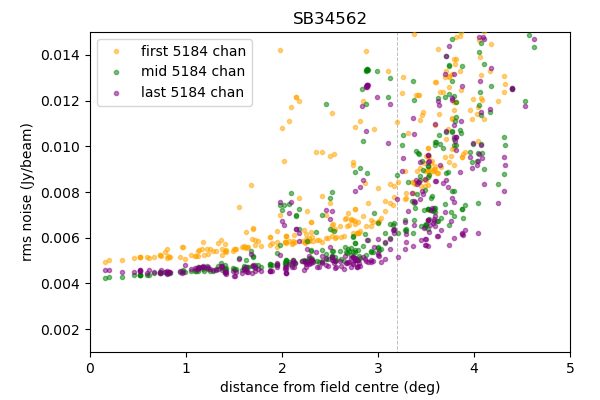 SB34562
first 5184 chan
mid 5184 chan
last 5184 chan
0.014
0.012
0.010
0.008
0.006
0.004
0.002
rms noise (Jy/beam)
0 1 2 3 4 5
distance from field centre (deg)